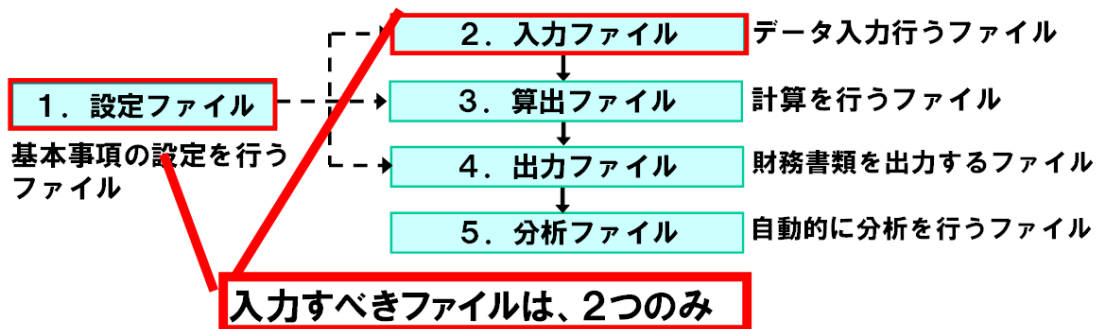 ２．入力ファイル
データ入力行うファイル
１．設定ファイル
３．算出ファイル
計算を行うファイル
基本事項の設定を行う
ファイル
４．出力ファイル
財務書類を出力するファイル
５．分析ファイル
自動的に分析を行うファイル
入力すべきファイルは、２つのみ